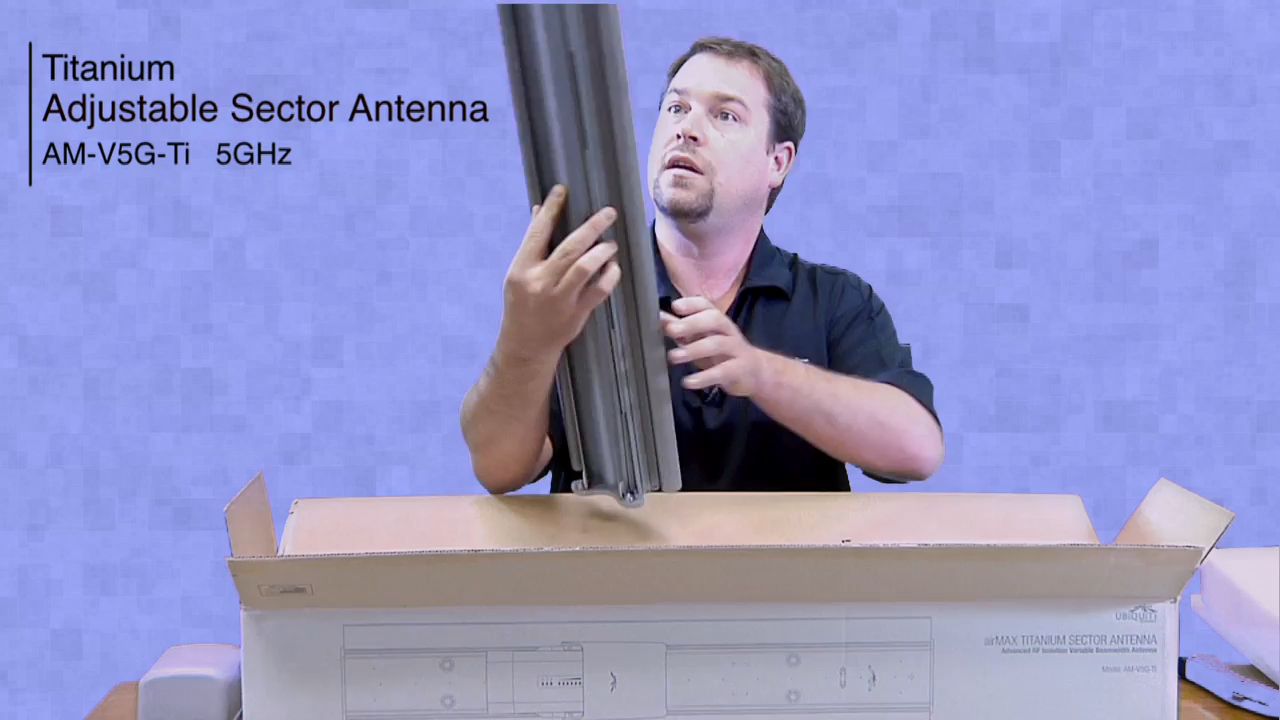 Titanium
Adjustable Sector Antenna
AM-V5G-Ti 5GHz
UBIQUITI
airMAX TITANIUM SECTOR ANTENNA
Advanced RF Isolation Variable Beamwidth Antenna
Model: AM-V5G-Ti